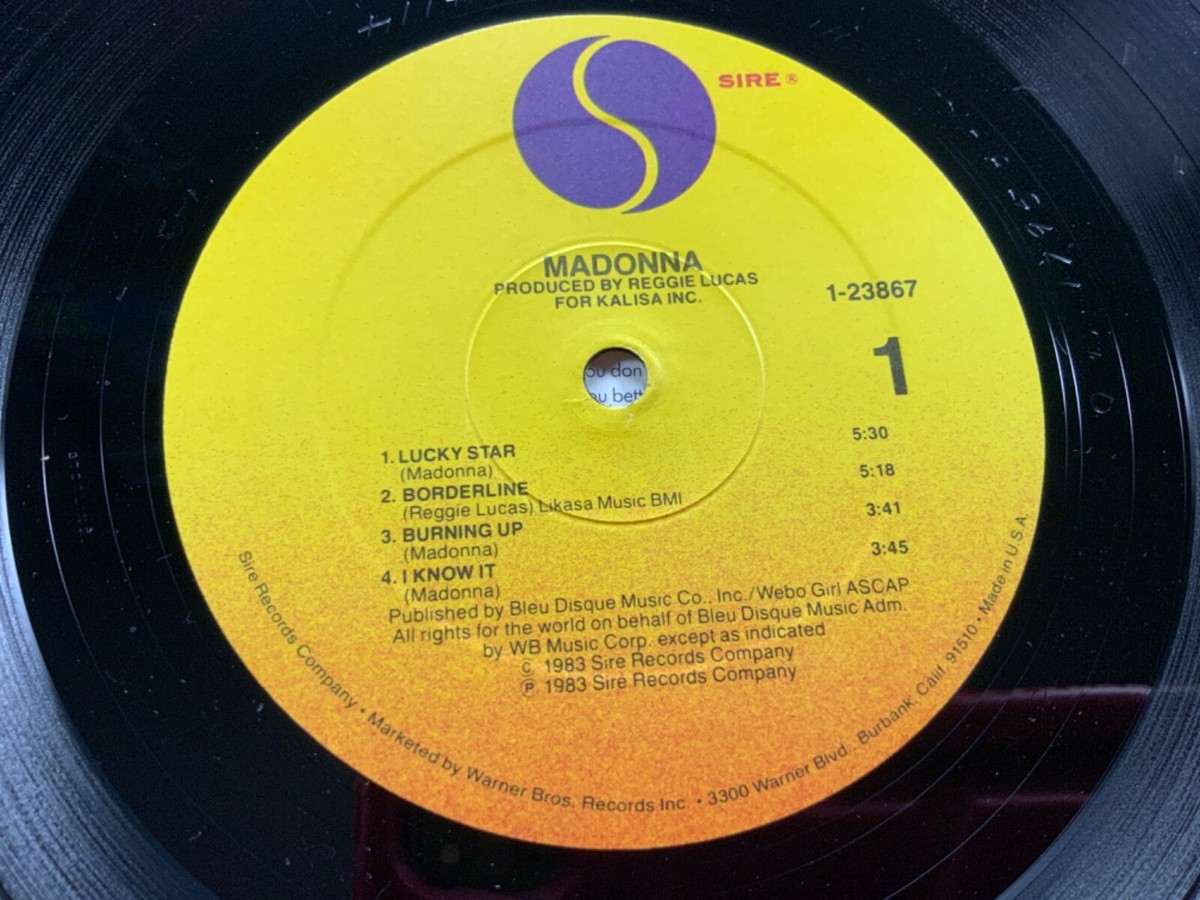 SIRE®
MADONNA
PRODUCED BY REGGIE LUCAS
FOR KALISA INC.
1-23867
1
1. LUCKY STAR 5:30
(Madonna)
2. BORDERLINE 5:18
(Reggie Lucas) Likasa Music BMI
3. BURNING UP 3:41
(Madonna)
4. I KNOW IT 3:45
(Madonna)
Published by Bleu Disque Music Co., Inc./Webo Girl ASCAP
All rights for the world on behalf of Bleu Disque Music Adm.
by WB Music Corp. except as indicated
© 1983 Sire Records Company
℗ 1983 Sire Records Company
Sire Records Company • Marketed by Warner Bros. Records Inc. • 3300 Warner Blvd., Burbank, Calif. 91510 • Made in U.S.A.
ou don
ou bett